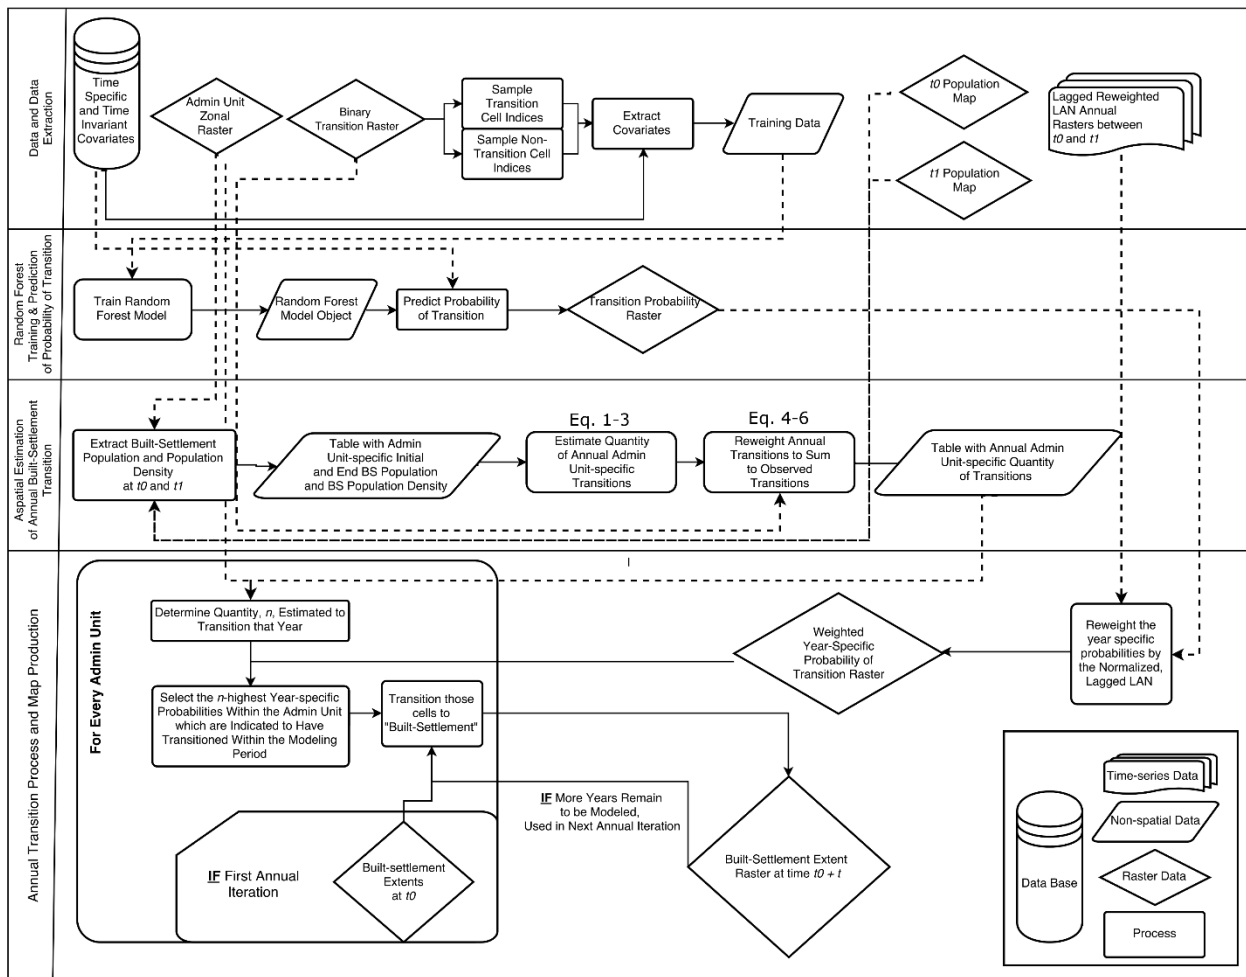 Data and Data
Extraction
Time
Specific
and Time
Invariant
Covariates
Admin Unit
Zonal
Raster
Binary
Transition Raster
Sample
Transition
Cell Indices
Sample Non-
Transition Cell
Indices
Extract
Covariates
Training Data
t0 Population
Map
t1 Population
Map
Lagged Reweighted
LAN Annual
Rasters between
t0 and t1
Random Forest
Training & Prediction
of Probability of Transition
Train Random
Forest Model
Random Forest
Model Object
Predict Probability
of Transition
Transition Probability
Raster
Aspatial Estimation
of Annual Built-Settlement
Transition
Extract Built-Settlement
Population and Population
Density
at t0 and t1
Table with Admin
Unit-specific Initial
and End BS Population
and BS Population Density
Eq. 1-3
Estimate Quantity
of Annual Admin
Unit-specific
Transitions
Eq. 4-6
Reweight Annual
Transitions to Sum
to Observed
Transitions
Table with Annual Admin
Unit-specific Quantity
of Transitions
Annual Transition Process and Map Production
For Every Admin Unit
Determine Quantity, n, Estimated to
Transition that Year
Select the n-highest Year-specific
Probabilities Within the Admin Unit
which are Indicated to Have
Transitioned Within the Modeling
Period
Transition those
cells to
"Built-Settlement"
IF First Annual
Iteration
Built-settlement
Extents
at t0
IF More Years Remain
to be Modeled,
Used in Next Annual Iteration
Weighted
Year-Specific
Probability of
Transition Raster
Reweight the
year specific
probabilities by
the Normalized,
Lagged LAN
Built-Settlement Extent
Raster at time t0 + t
Time-series Data
Non-spatial Data
Data Base
Raster Data
Process